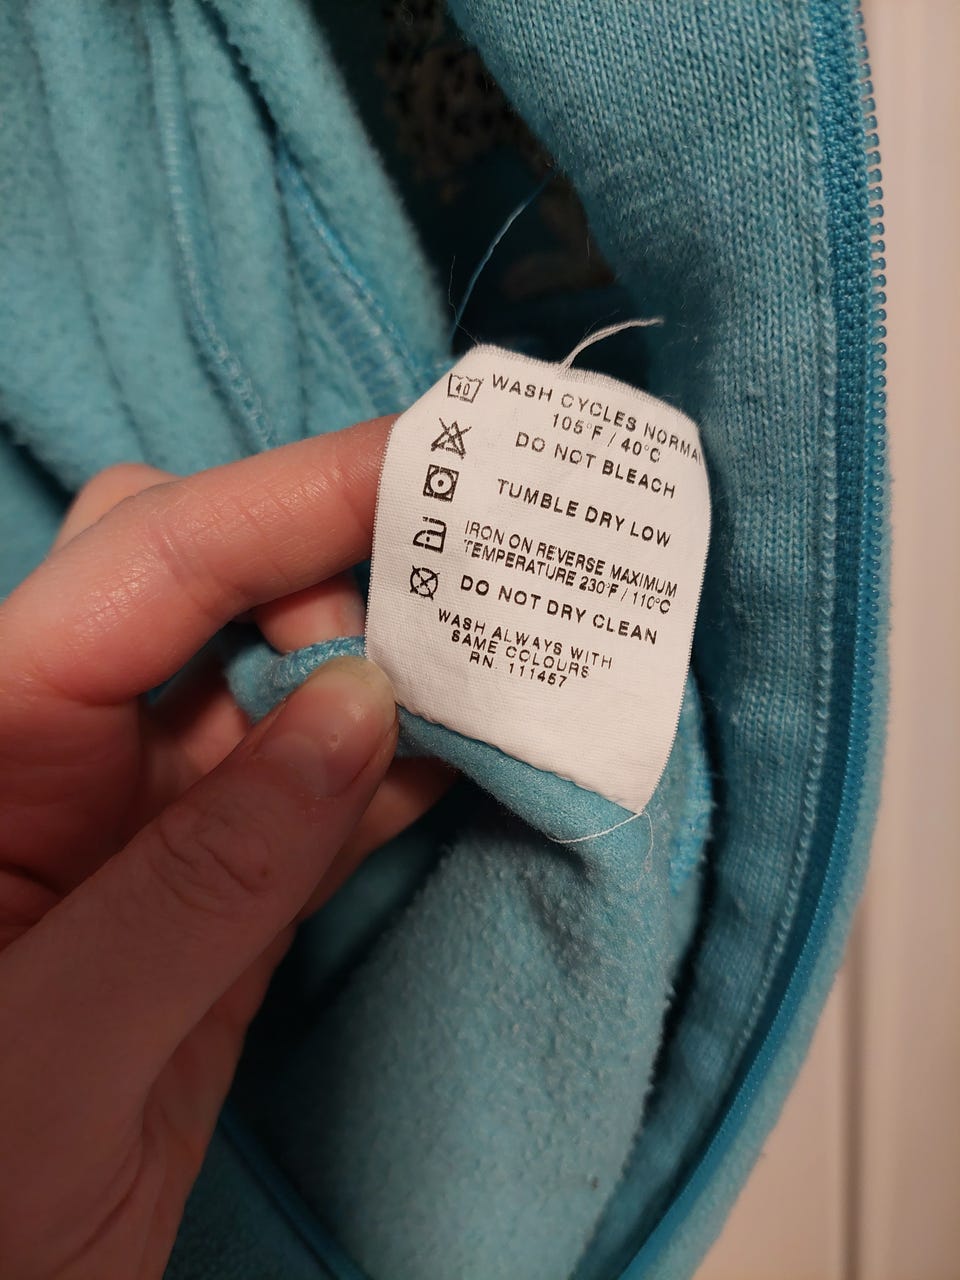 40 WASH CYCLES NORMAL
105°F / 40°C
DO NOT BLEACH
TUMBLE DRY LOW
IRON ON REVERSE MAXIMUM
TEMPERATURE 230°F / 110°C
DO NOT DRY CLEAN
WASH ALWAYS WITH
SAME COLOURS
RN. 111457